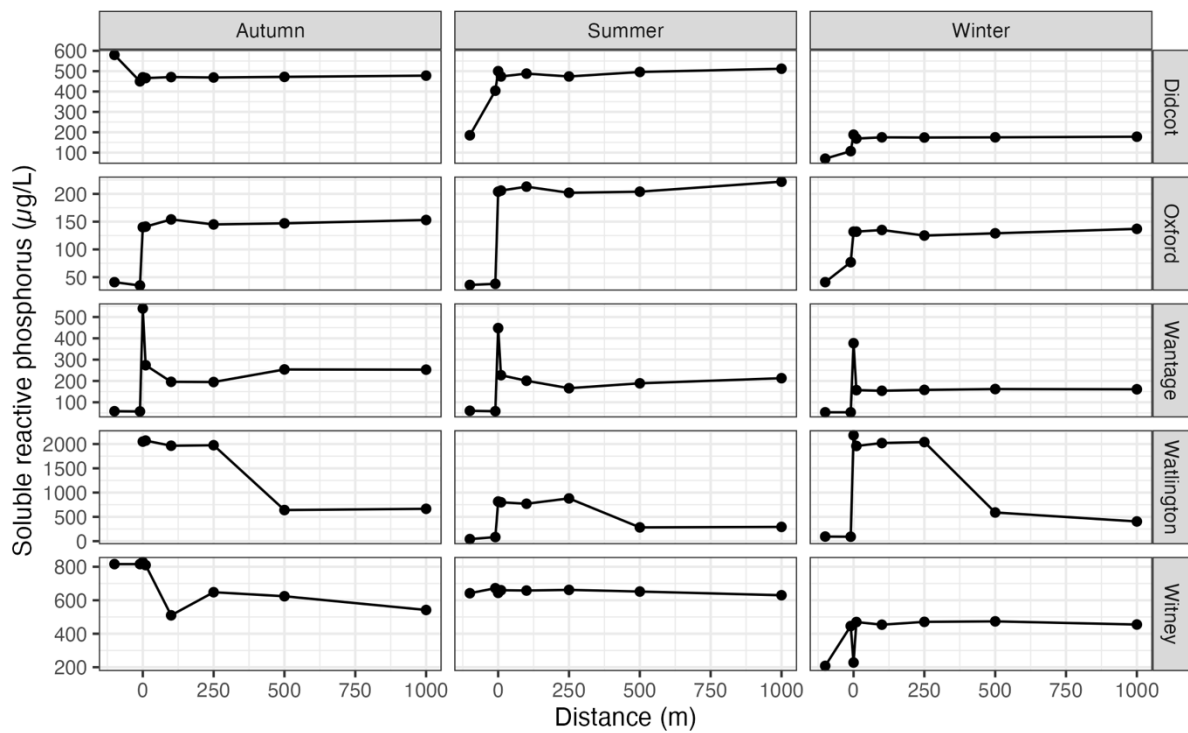 Autumn Summer Winter
600
500
400
300
200
100
Didcot
200
150
100
50
Oxford
500
400
300
200
100
Wantage
2000
1500
1000
500
0
Watlington
800
600
400
200
Witney
0 250 500 750 1000 0 250 500 750 1000 0 250 500 750 1000
Distance (m)
Soluble reactive phosphorus (µg/L)